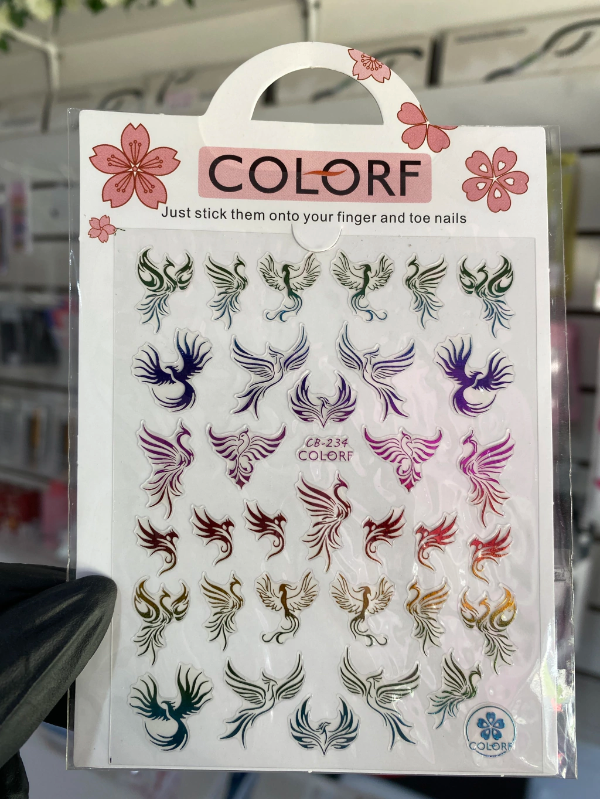 COLORF
Just stick them onto your finger and toe nails
CB-234
COLORF
COLORF